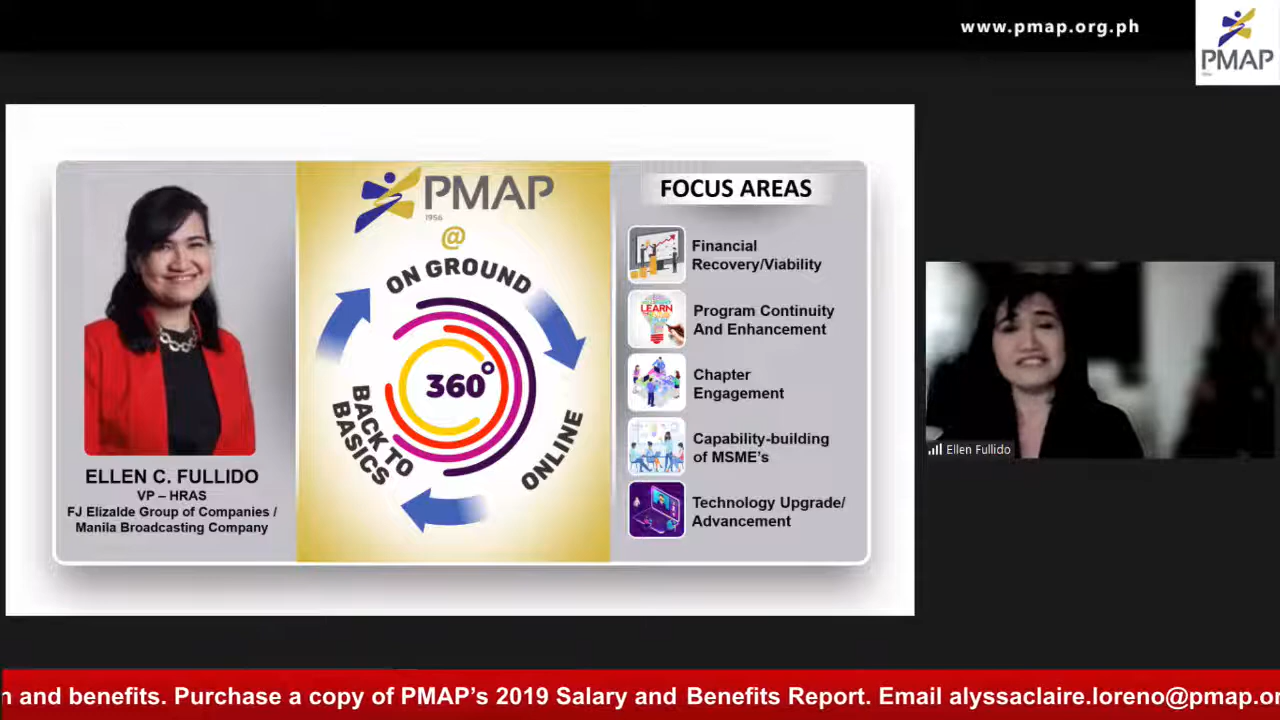 www.pmap.org.ph
PMAP
PMAP
1956
@
ON GROUND
ONLINE
BACK TO
BASICS
360°
ELLEN C. FULLIDO
VP – HRAS
FJ Elizalde Group of Companies /
Manila Broadcasting Company
FOCUS AREAS
Financial
Recovery/Viability
LEARN
Program Continuity
And Enhancement
Chapter
Engagement
Capability-building
of MSME's
Technology Upgrade/
Advancement
Ellen Fullido
n and benefits. Purchase a copy of PMAP's 2019 Salary and Benefits Report. Email alyssaclaire.loreno@pmap.or